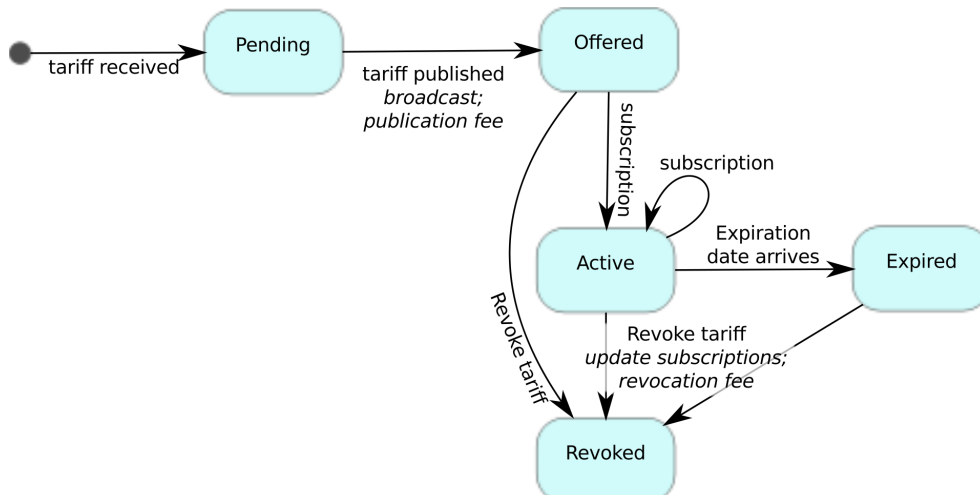 Pending
Offered
tariff received
tariff published
broadcast;
publication fee
subscription
subscription
Expiration
date arrives
Active
Expired
Revoke tariff
Revoke tariff
update subscriptions;
revocation fee
Revoked